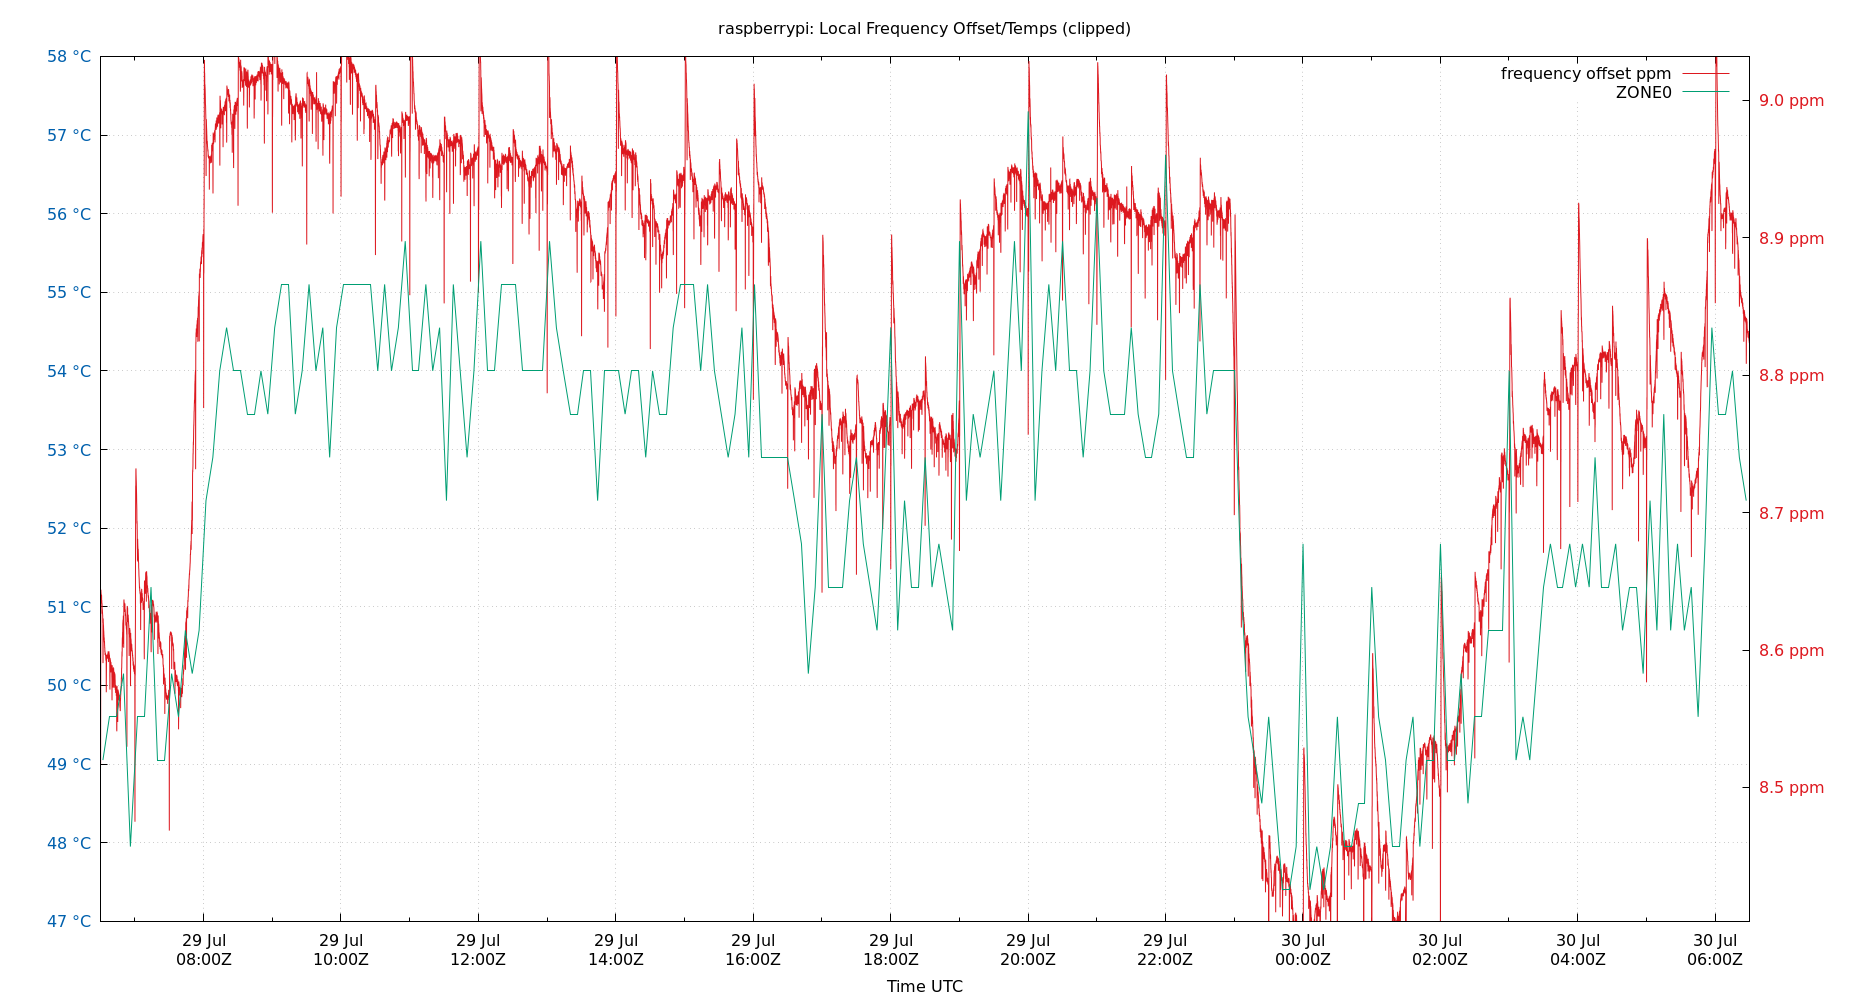 raspberrypi: Local Frequency Offset/Temps (clipped)
frequency offset ppm
ZONE0
58 °C
57 °C
56 °C
55 °C
54 °C
53 °C
52 °C
51 °C
50 °C
49 °C
48 °C
47 °C
9.0 ppm
8.9 ppm
8.8 ppm
8.7 ppm
8.6 ppm
8.5 ppm
29 Jul
08:00Z
29 Jul
10:00Z
29 Jul
12:00Z
29 Jul
14:00Z
29 Jul
16:00Z
29 Jul
18:00Z
29 Jul
20:00Z
29 Jul
22:00Z
30 Jul
00:00Z
30 Jul
02:00Z
30 Jul
04:00Z
30 Jul
06:00Z
Time UTC